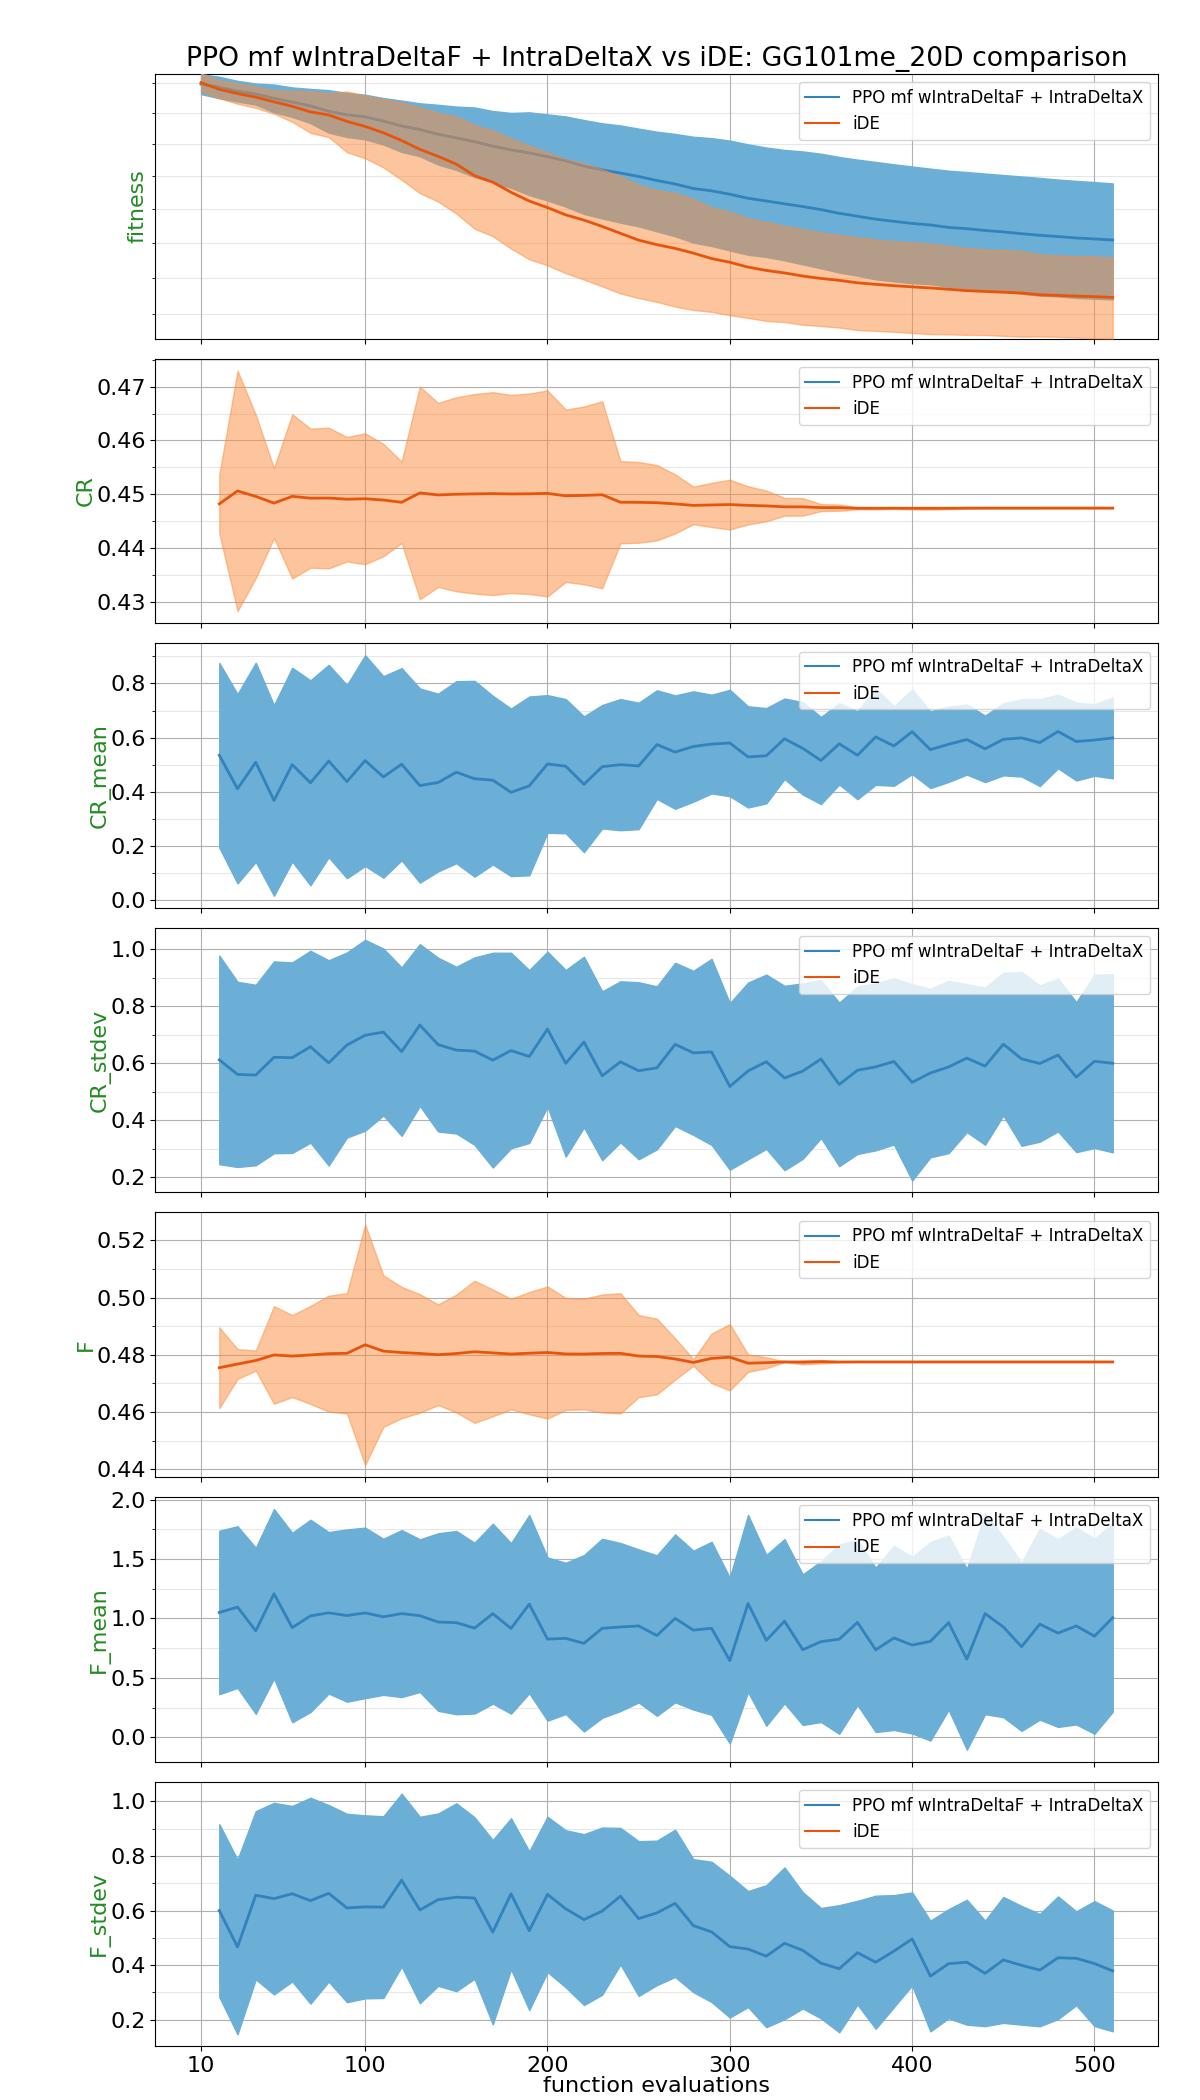 PPO mf wIntraDeltaF + IntraDeltaX vs iDE: GG101me_20D comparison
fitness
PPO mf wIntraDeltaF + IntraDeltaX
iDE
CR
0.47
0.46
0.45
0.44
0.43
PPO mf wIntraDeltaF + IntraDeltaX
iDE
CR_mean
0.8
0.6
0.4
0.2
0.0
PPO mf wIntraDeltaF + IntraDeltaX
iDE
CR_stdev
1.0
0.8
0.6
0.4
0.2
PPO mf wIntraDeltaF + IntraDeltaX
iDE
F
0.52
0.50
0.48
0.46
0.44
PPO mf wIntraDeltaF + IntraDeltaX
iDE
F_mean
2.0
1.5
1.0
0.5
0.0
PPO mf wIntraDeltaF + IntraDeltaX
iDE
F_stdev
1.0
0.8
0.6
0.4
0.2
PPO mf wIntraDeltaF + IntraDeltaX
iDE
10 100 200 300 400 500
function evaluations